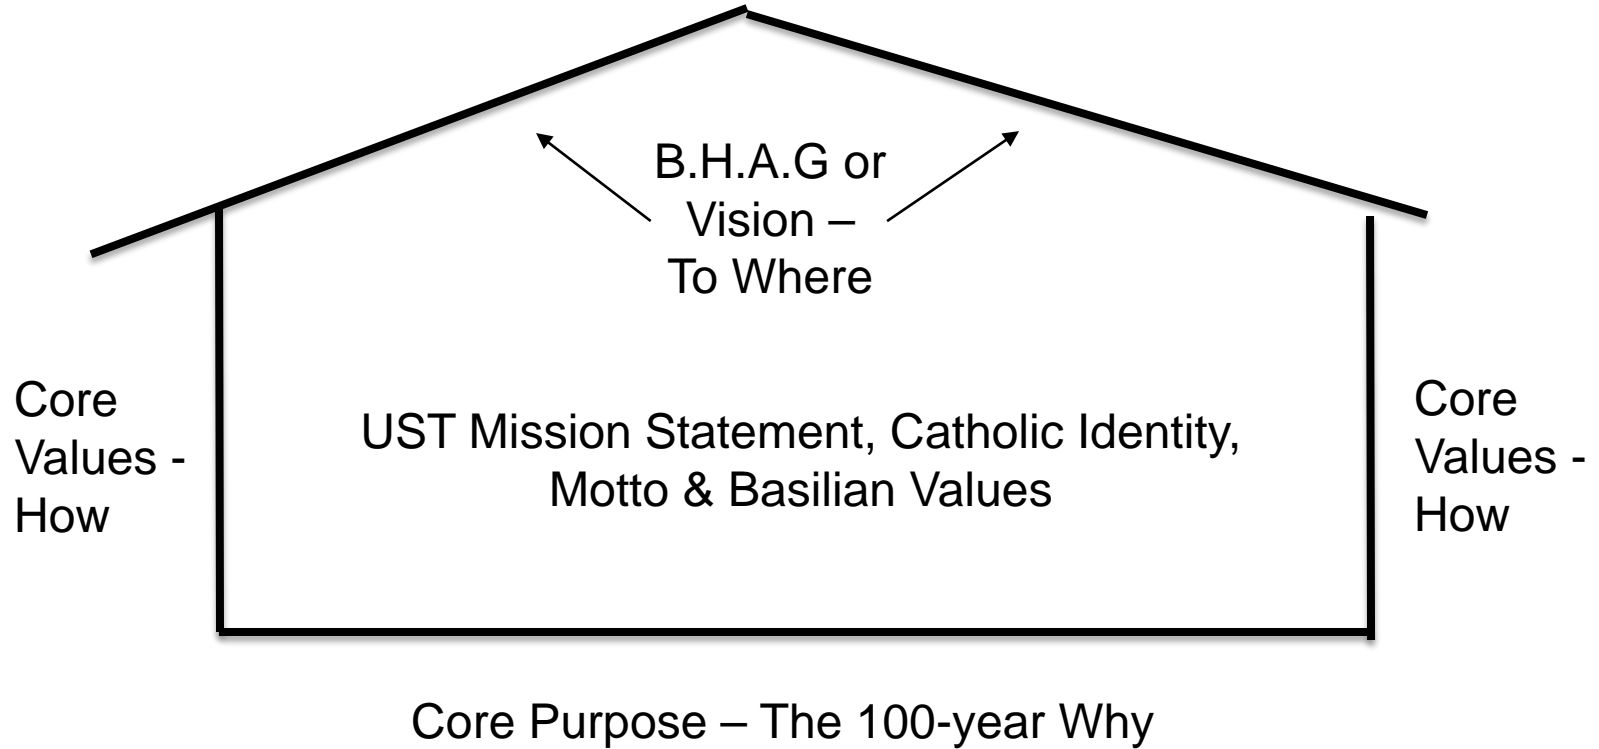 B.H.A.G or
Vision –
To Where
Core
Values -
How
UST Mission Statement, Catholic Identity,
Motto & Basilian Values
Core
Values -
How
Core Purpose – The 100-year Why